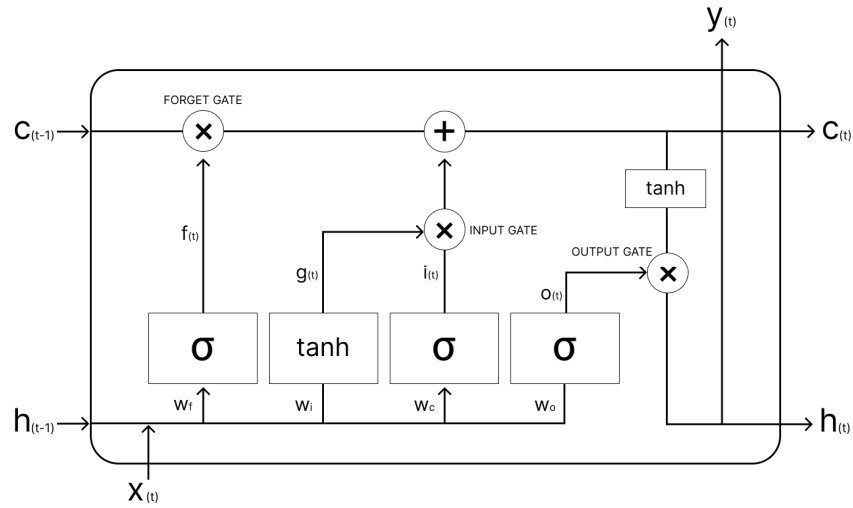 y(t)
FORGET GATE
c(t-1)
×
+
c(t)
tanh
f(t)
×
INPUT GATE
OUTPUT GATE
g(t)
i(t)
×
o(t)
σ
tanh
σ
σ
wf
wi
wc
wo
h(t-1)
h(t)
x(t)